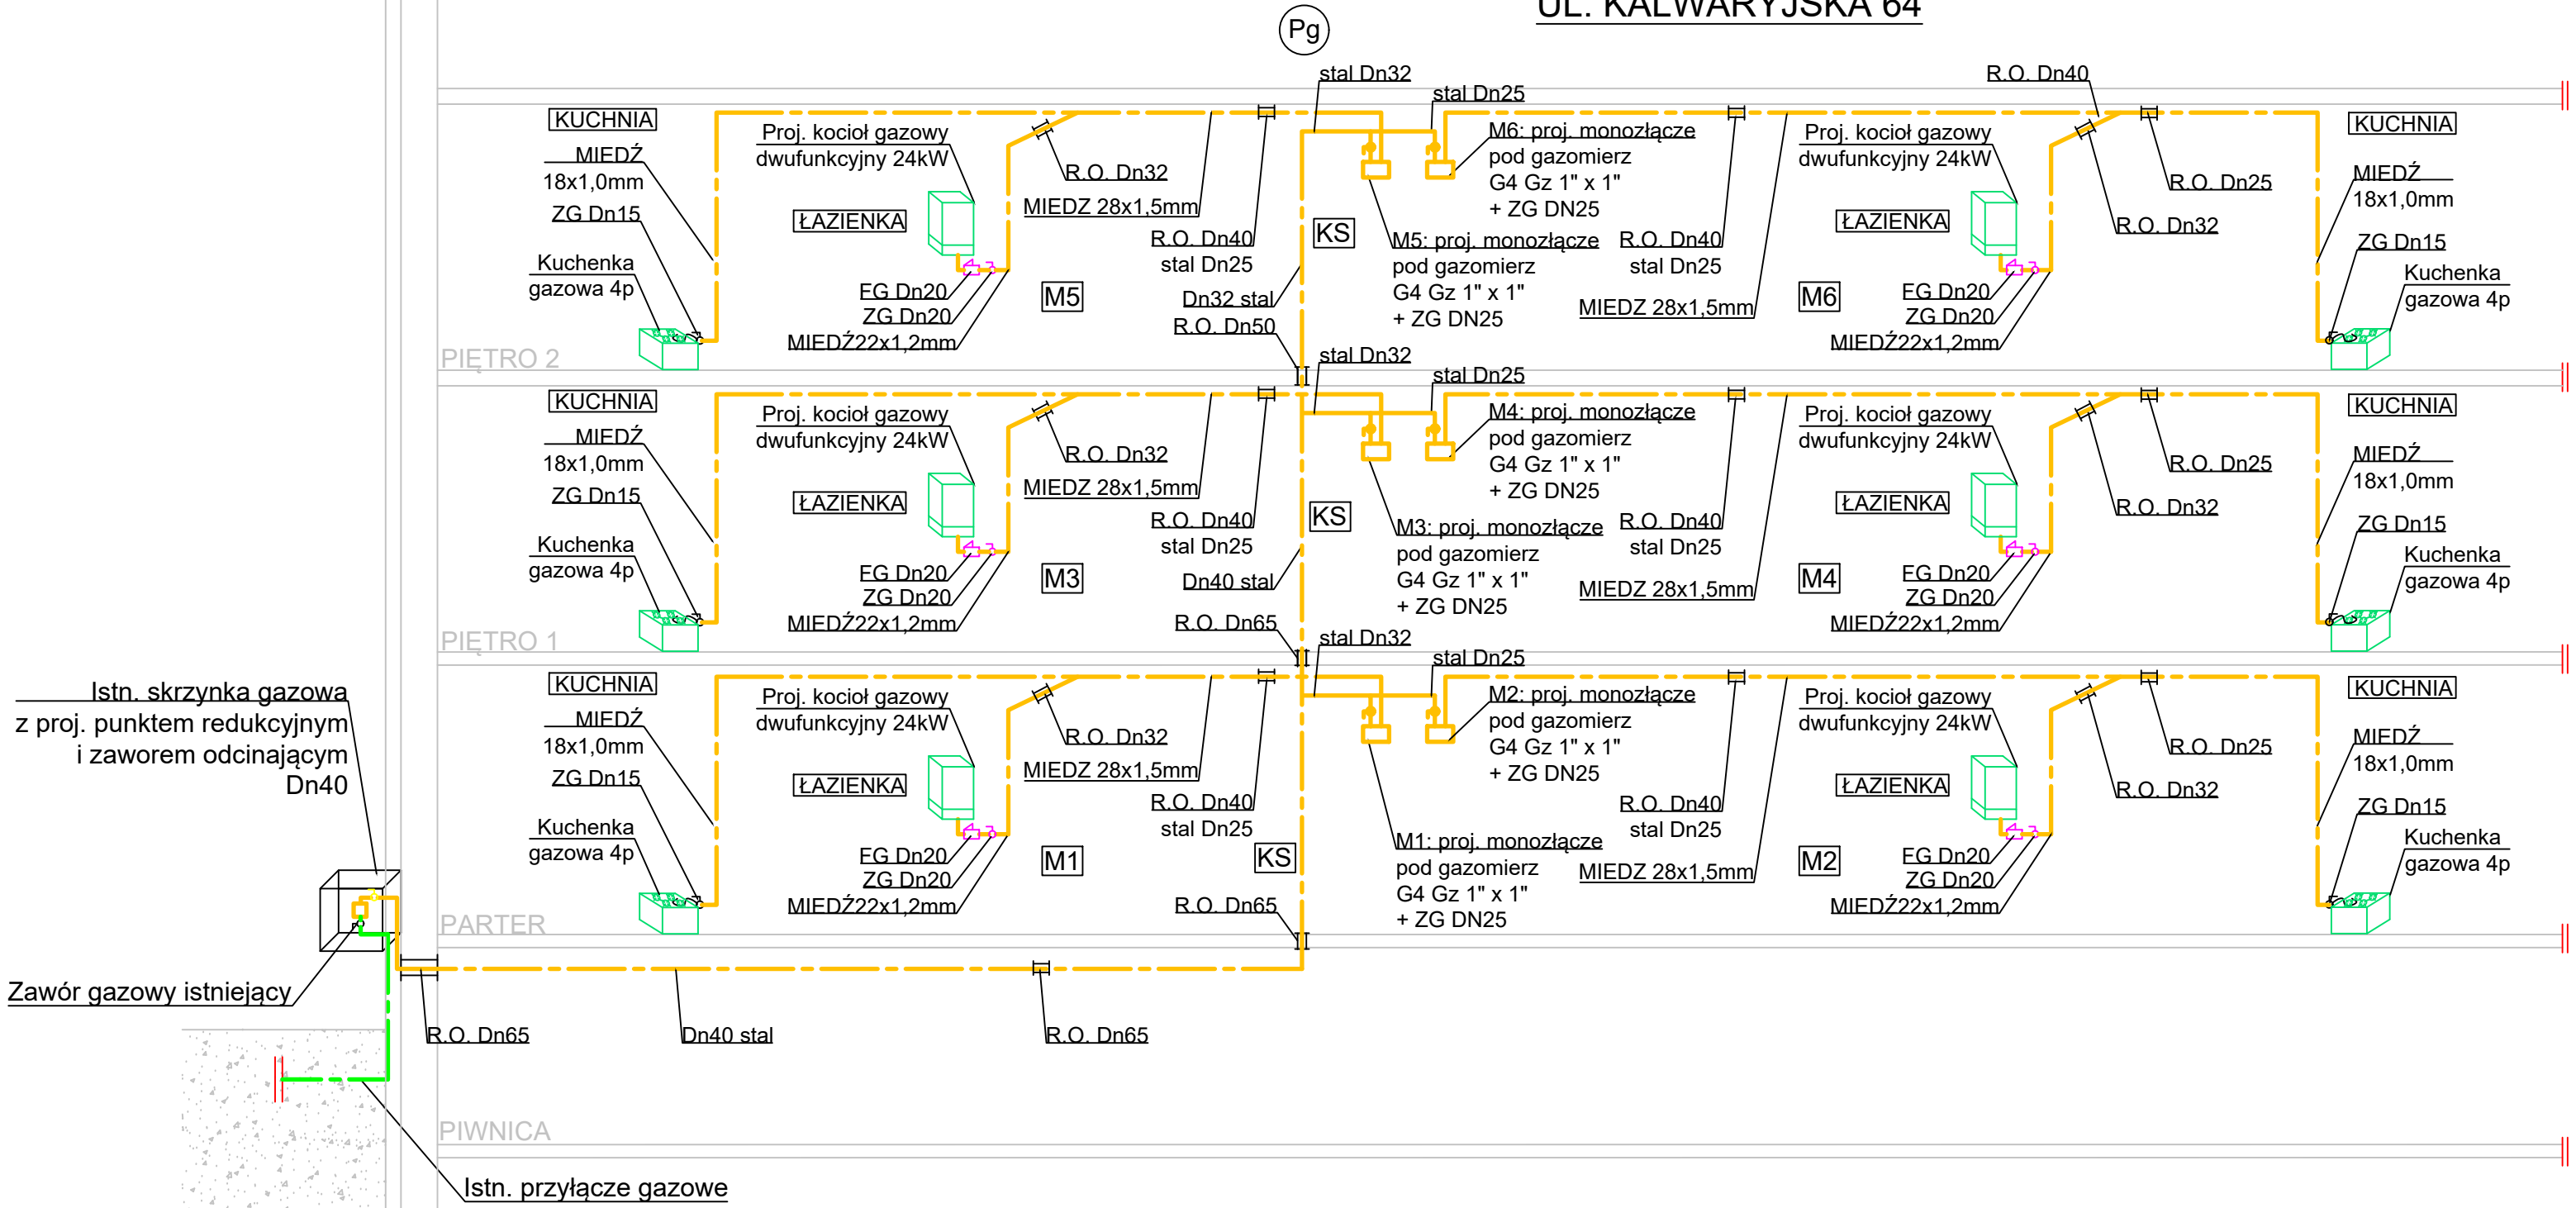 UL. KALWARYJSKA 64
Pg
stal Dn32
stal Dn25
R.O. Dn40
KUCHNIA
MIEDŹ
18x1,0mm
ZG Dn15
Kuchenka
gazowa 4p
Proj. kocioł gazowy
dwufunkcyjny 24kW
ŁAZIENKA
FG Dn20
ZG Dn20
MIEDŹ22x1,2mm
R.O. Dn32
MIEDZ 28x1,5mm
M5
R.O. Dn40
stal Dn25
KS
Dn32 stal
R.O. Dn50
M6: proj. monozłącze
pod gazomierz
G4 Gz 1" x 1"
+ ZG DN25
M5: proj. monozłącze
pod gazomierz
G4 Gz 1" x 1"
+ ZG DN25
R.O. Dn40
stal Dn25
MIEDZ 28x1,5mm
Proj. kocioł gazowy
dwufunkcyjny 24kW
ŁAZIENKA
M6
FG Dn20
ZG Dn20
MIEDŹ22x1,2mm
R.O. Dn25
R.O. Dn32
KUCHNIA
MIEDŹ
18x1,0mm
ZG Dn15
Kuchenka
gazowa 4p
PIĘTRO 2
stal Dn32
stal Dn25
KUCHNIA
MIEDŹ
18x1,0mm
ZG Dn15
Kuchenka
gazowa 4p
Proj. kocioł gazowy
dwufunkcyjny 24kW
ŁAZIENKA
FG Dn20
ZG Dn20
MIEDŹ22x1,2mm
R.O. Dn32
MIEDZ 28x1,5mm
M3
R.O. Dn40
stal Dn25
KS
Dn40 stal
R.O. Dn65
M4: proj. monozłącze
pod gazomierz
G4 Gz 1" x 1"
+ ZG DN25
M3: proj. monozłącze
pod gazomierz
G4 Gz 1" x 1"
+ ZG DN25
R.O. Dn40
stal Dn25
MIEDZ 28x1,5mm
Proj. kocioł gazowy
dwufunkcyjny 24kW
ŁAZIENKA
M4
FG Dn20
ZG Dn20
MIEDŹ22x1,2mm
R.O. Dn25
R.O. Dn32
KUCHNIA
MIEDŹ
18x1,0mm
ZG Dn15
Kuchenka
gazowa 4p
PIĘTRO 1
stal Dn32
stal Dn25
KUCHNIA
MIEDŹ
18x1,0mm
ZG Dn15
Kuchenka
gazowa 4p
Proj. kocioł gazowy
dwufunkcyjny 24kW
ŁAZIENKA
FG Dn20
ZG Dn20
MIEDŹ22x1,2mm
R.O. Dn32
MIEDZ 28x1,5mm
M1
R.O. Dn40
stal Dn25
KS
R.O. Dn65
M2: proj. monozłącze
pod gazomierz
G4 Gz 1" x 1"
+ ZG DN25
M1: proj. monozłącze
pod gazomierz
G4 Gz 1" x 1"
+ ZG DN25
R.O. Dn40
stal Dn25
MIEDZ 28x1,5mm
Proj. kocioł gazowy
dwufunkcyjny 24kW
ŁAZIENKA
M2
FG Dn20
ZG Dn20
MIEDŹ22x1,2mm
R.O. Dn25
R.O. Dn32
KUCHNIA
MIEDŹ
18x1,0mm
ZG Dn15
Kuchenka
gazowa 4p
PARTER
Istn. skrzynka gazowa
z proj. punktem redukcyjnym
i zaworem odcinającym
Dn40
Zawór gazowy istniejący
R.O. Dn65
Dn40 stal
R.O. Dn65
PIWNICA
Istn. przyłącze gazowe